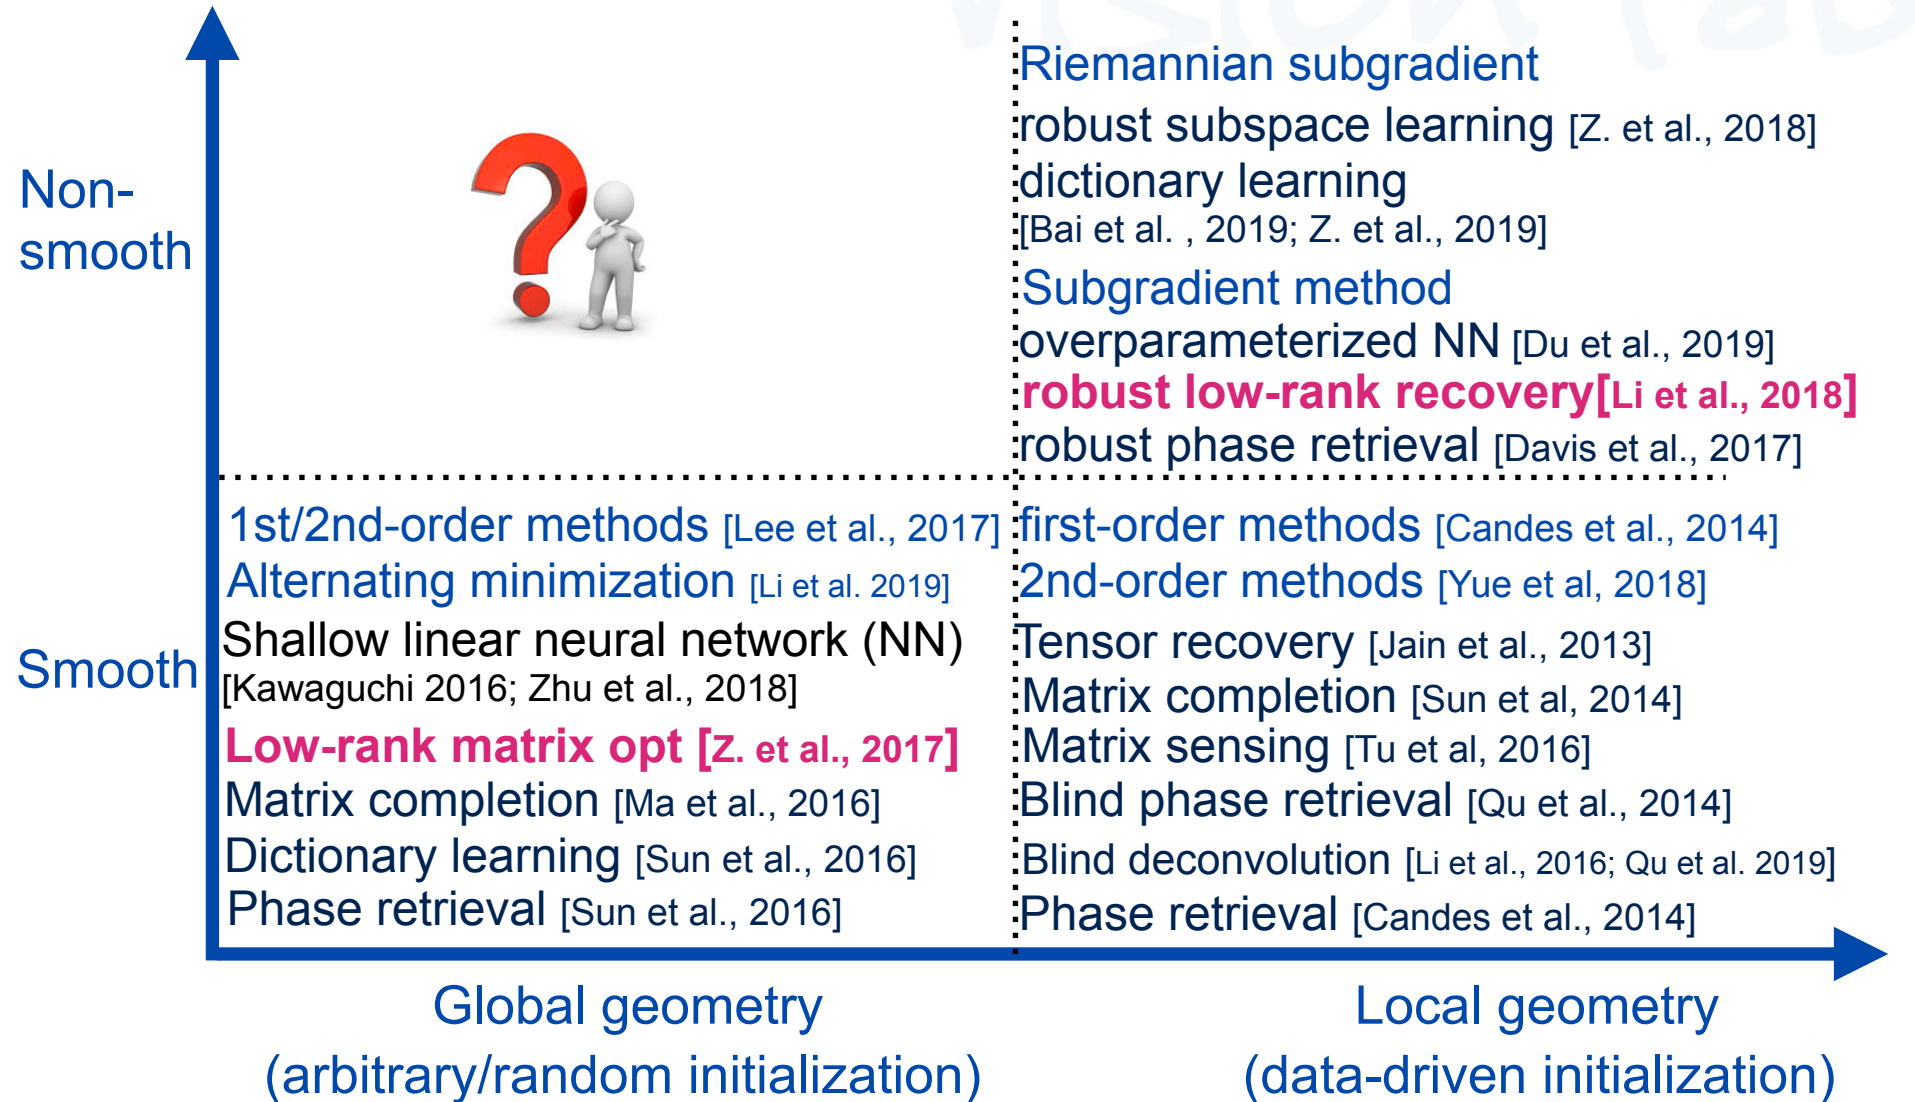 Non-
smooth
Riemannian subgradient
robust subspace learning [Z. et al., 2018]
dictionary learning
[Bai et al. , 2019; Z. et al., 2019]
Subgradient method
overparameterized NN [Du et al., 2019]
robust low-rank recovery[Li et al., 2018]
robust phase retrieval [Davis et al., 2017]
Smooth
1st/2nd-order methods [Lee et al., 2017]
Alternating minimization [Li et al. 2019]
Shallow linear neural network (NN)
[Kawaguchi 2016; Zhu et al., 2018]
Low-rank matrix opt [Z. et al., 2017]
Matrix completion [Ma et al., 2016]
Dictionary learning [Sun et al., 2016]
Phase retrieval [Sun et al., 2016]
first-order methods [Candes et al., 2014]
2nd-order methods [Yue et al, 2018]
Tensor recovery [Jain et al., 2013]
Matrix completion [Sun et al, 2014]
Matrix sensing [Tu et al, 2016]
Blind phase retrieval [Qu et al., 2014]
Blind deconvolution [Li et al., 2016; Qu et al. 2019]
Phase retrieval [Candes et al., 2014]
Global geometry
(arbitrary/random initialization)
Local geometry
(data-driven initialization)